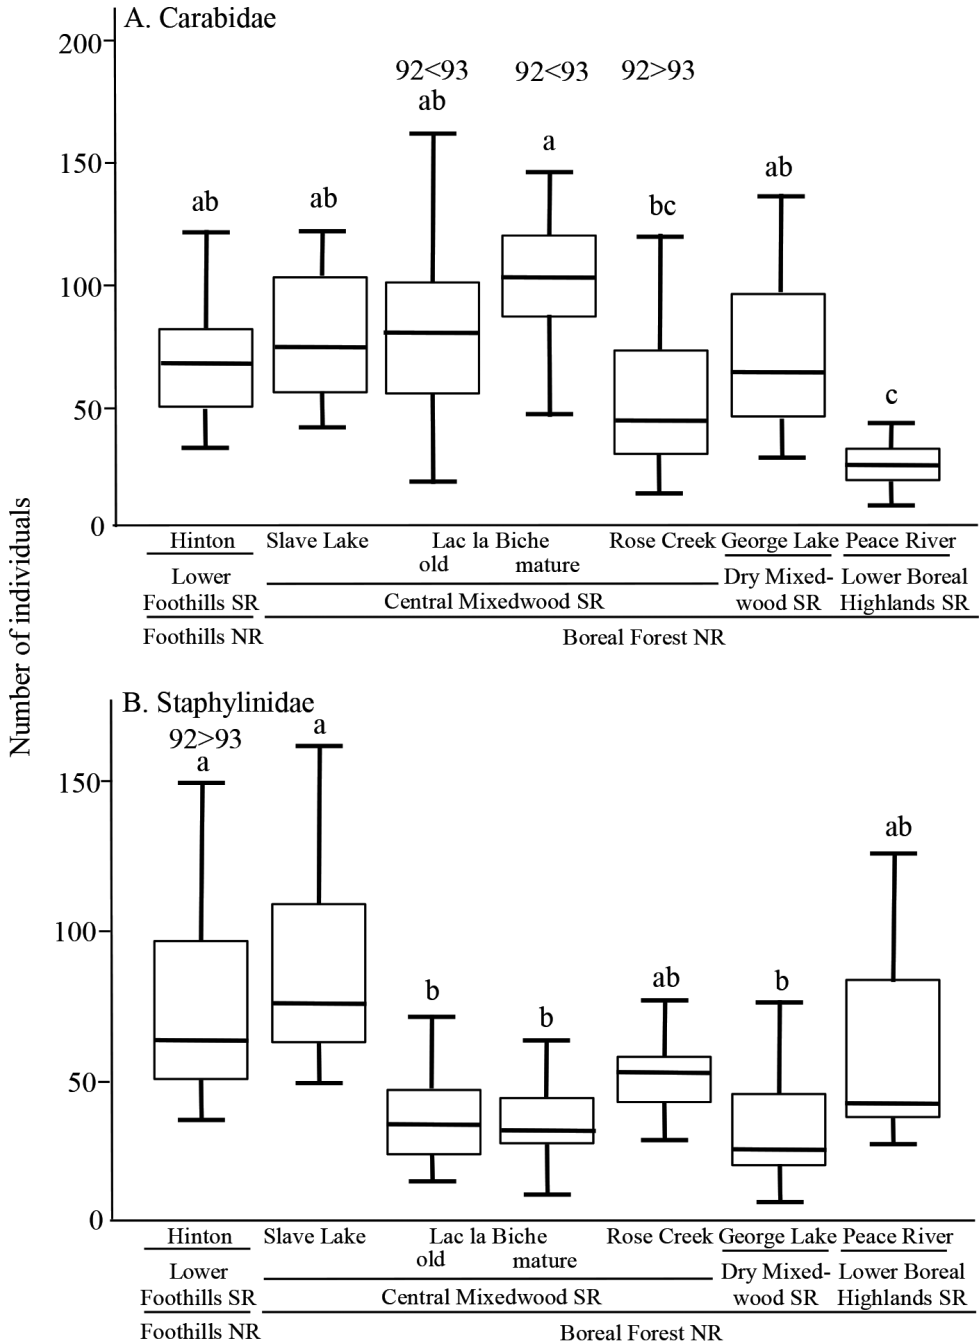 A. Carabidae
200
92<93 92<93 92>93
ab
150
a
ab
ab ab
bc
100
50
c
0
Hinton Slave Lake Lac la Biche Rose Creek George Lake Peace River
old mature
Lower Dry Mixed- Lower Boreal
Foothills SR Central Mixedwood SR wood SR Highlands SR
Foothills NR Boreal Forest NR
Number of individuals
B. Staphylinidae
92>93 a
a
150
ab
100
b
b
ab
b
50
0
Hinton Slave Lake Lac la Biche Rose Creek George Lake Peace River
old mature
Lower Dry Mixed- Lower Boreal
Foothills SR Central Mixedwood SR wood SR Highlands SR
Foothills NR Boreal Forest NR